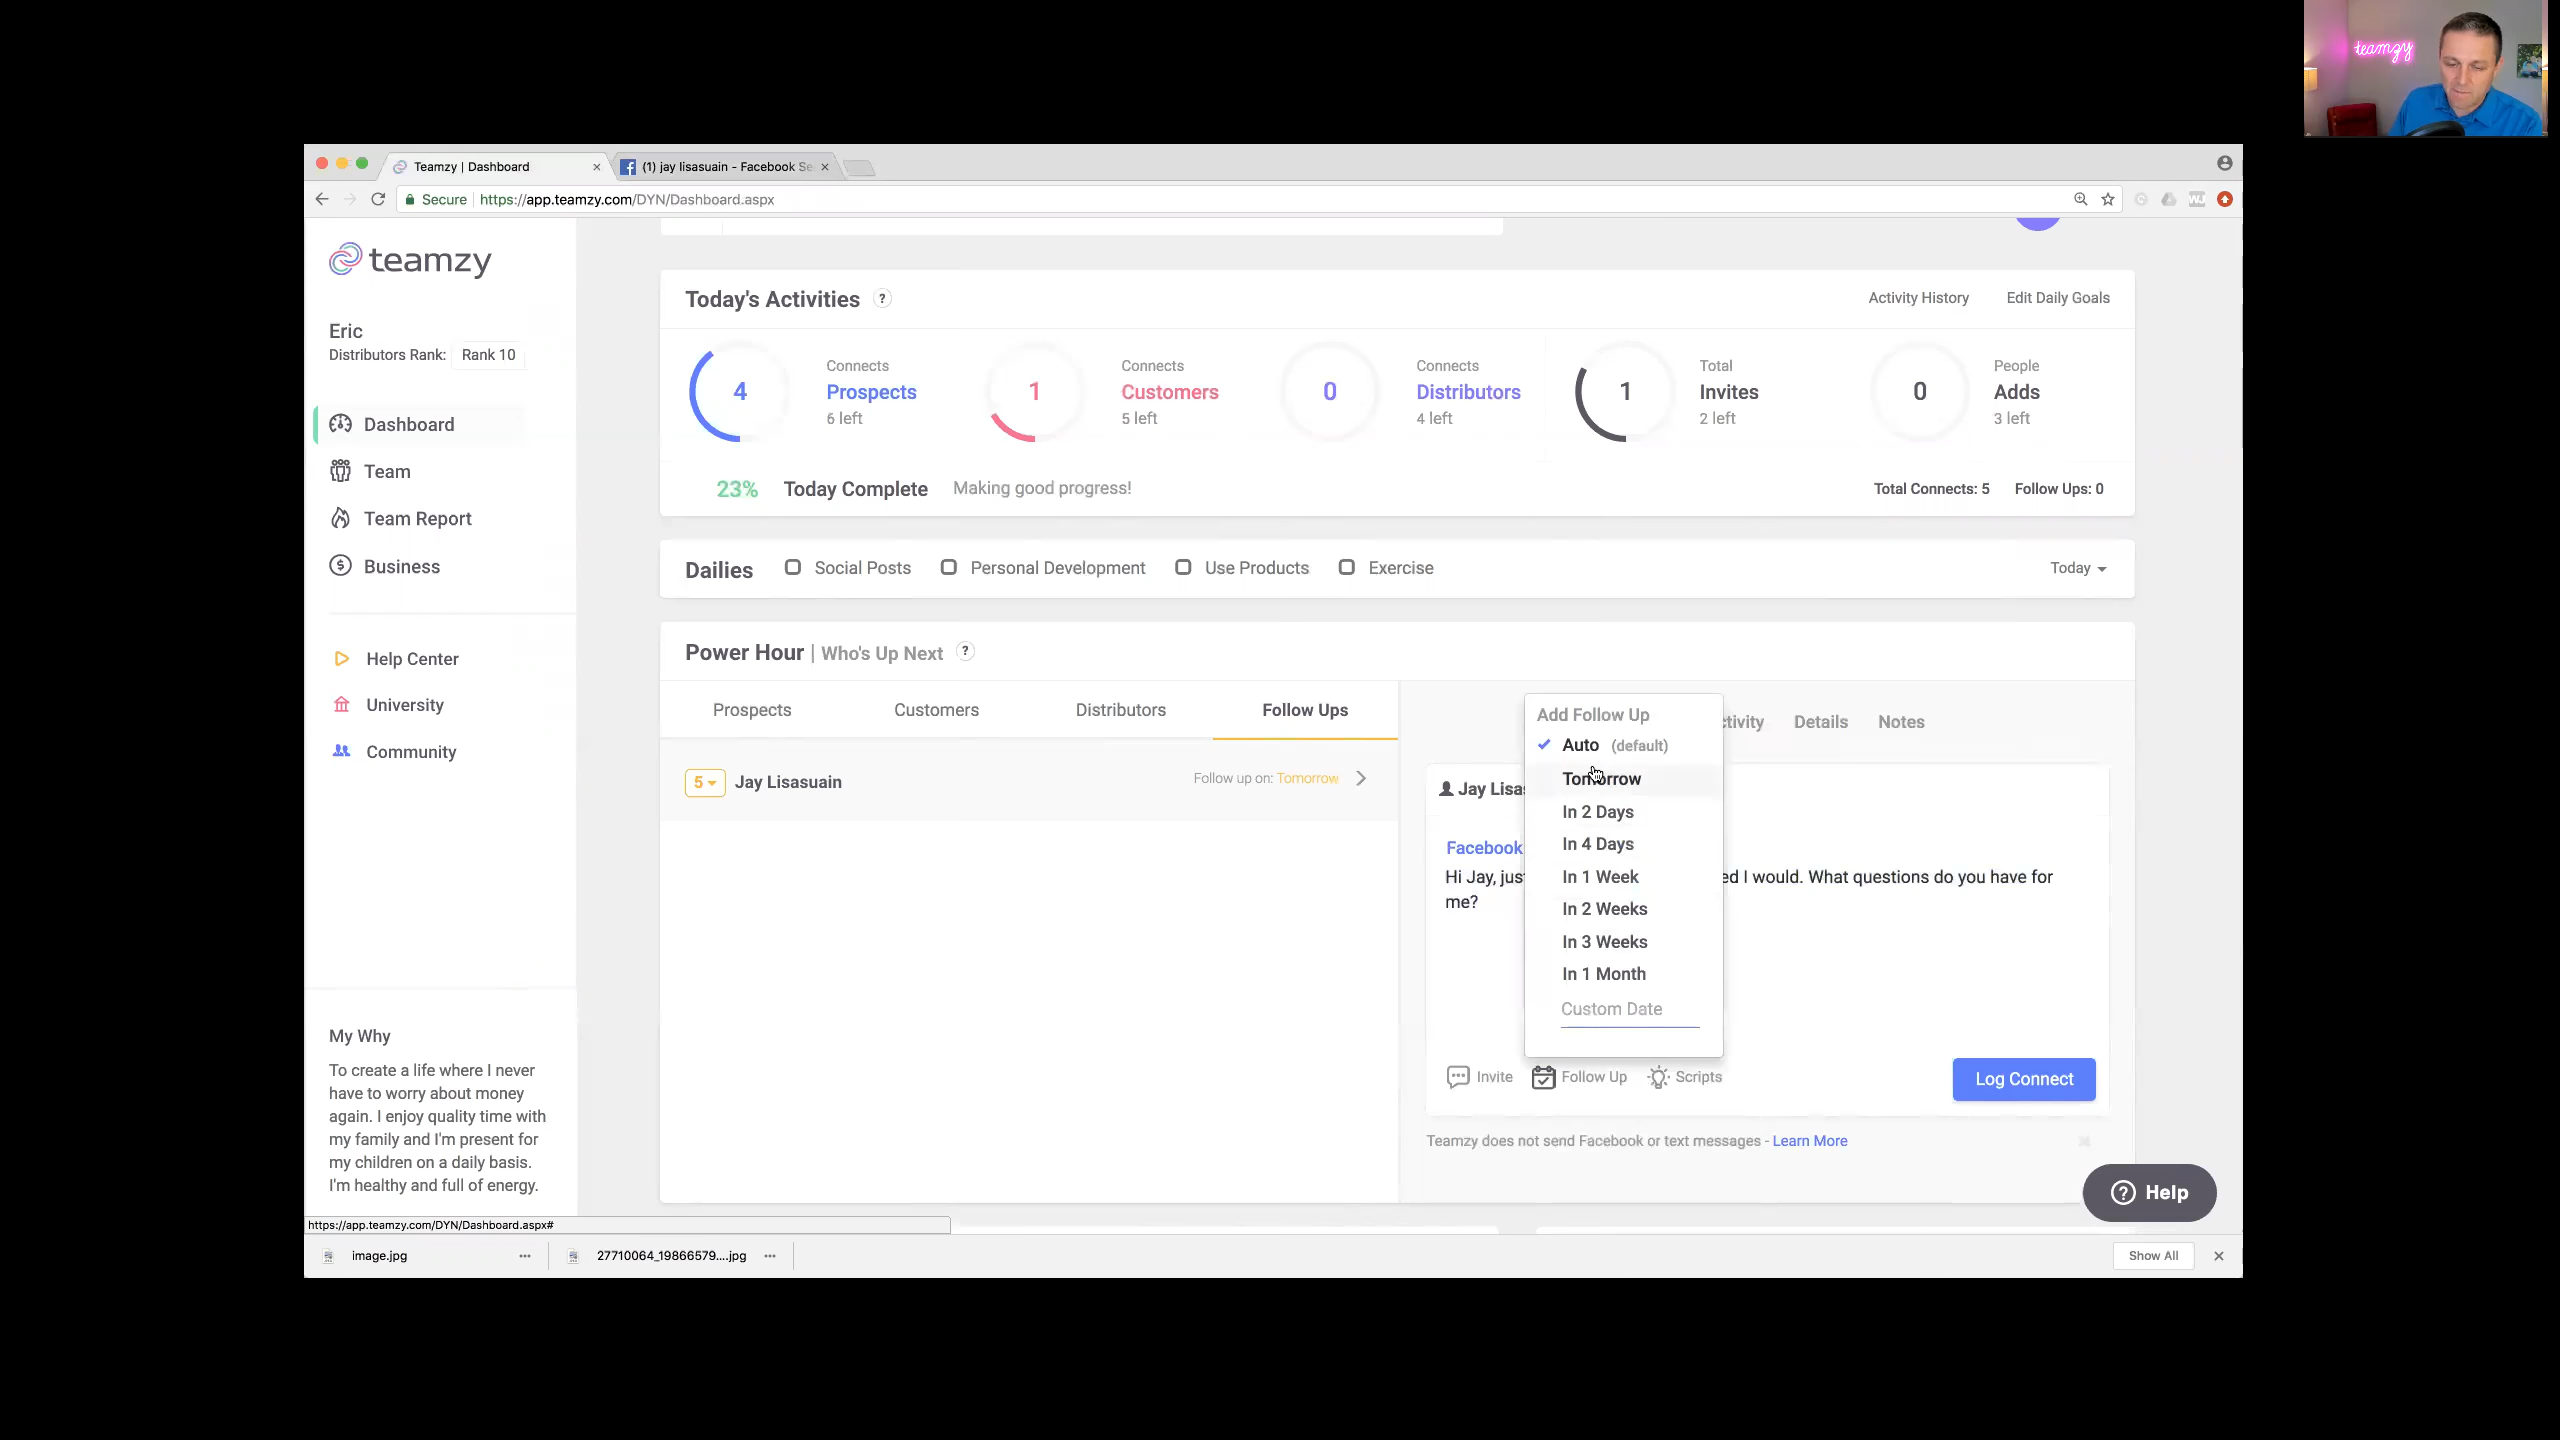 teamzy
Teamzy | Dashboard
(1) jay lisasuain - Facebook Se
Secure
https://app.teamzy.com/DYN/Dashboard.aspx
teamzy
Eric
Distributors Rank: Rank 10
Dashboard
Team
Team Report
Business
Help Center
University
Community
My Why
To create a life where I never
have to worry about money
again. I enjoy quality time with
my family and I'm present for
my children on a daily basis.
I'm healthy and full of energy.
Today's Activities ?
Activity History
Edit Daily Goals
4
Connects
Prospects
6 left
1
Connects
Customers
5 left
0
Connects
Distributors
4 left
1
Total
Invites
2 left
0
People
Adds
3 left
23% Today Complete Making good progress!
Total Connects: 5 Follow Ups: 0
Dailies Social Posts Personal Development Use Products Exercise
Today
Power Hour | Who's Up Next ?
Prospects
Customers
Distributors
Follow Ups
5 Jay Lisasuain
Follow up on: Tomorrow
Add Follow Up
Auto (default)
Tomorrow
In 2 Days
In 4 Days
In 1 Week
In 2 Weeks
In 3 Weeks
In 1 Month
Custom Date
tivity
Details
Notes
Jay Lisas
Facebook
Hi Jay, jus ed I would. What questions do you have for
me?
Invite
Follow Up
Scripts
Log Connect
Teamzy does not send Facebook or text messages - Learn More
? Help
https://app.teamzy.com/DYN/Dashboard.aspx#
image.jpg
27710064_19866579....jpg
Show All